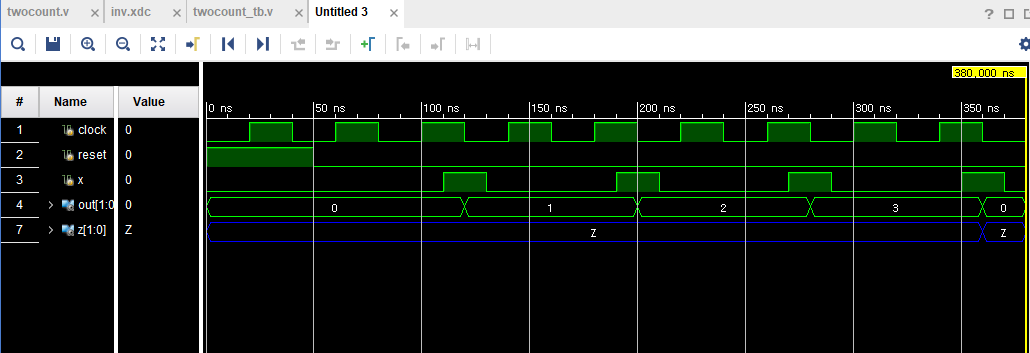 twocount.v × inv.xdc × twocount_tb.v × Untitled 3 ×
?
380,000 ns
# Name Value
0 ns 50 ns 100 ns 150 ns 200 ns 250 ns 300 ns 350 ns
1 clock 0
2 reset 0
3 x 0
4 out[1:0 0 0 1 2 3 0
7 z[1:0] Z Z Z